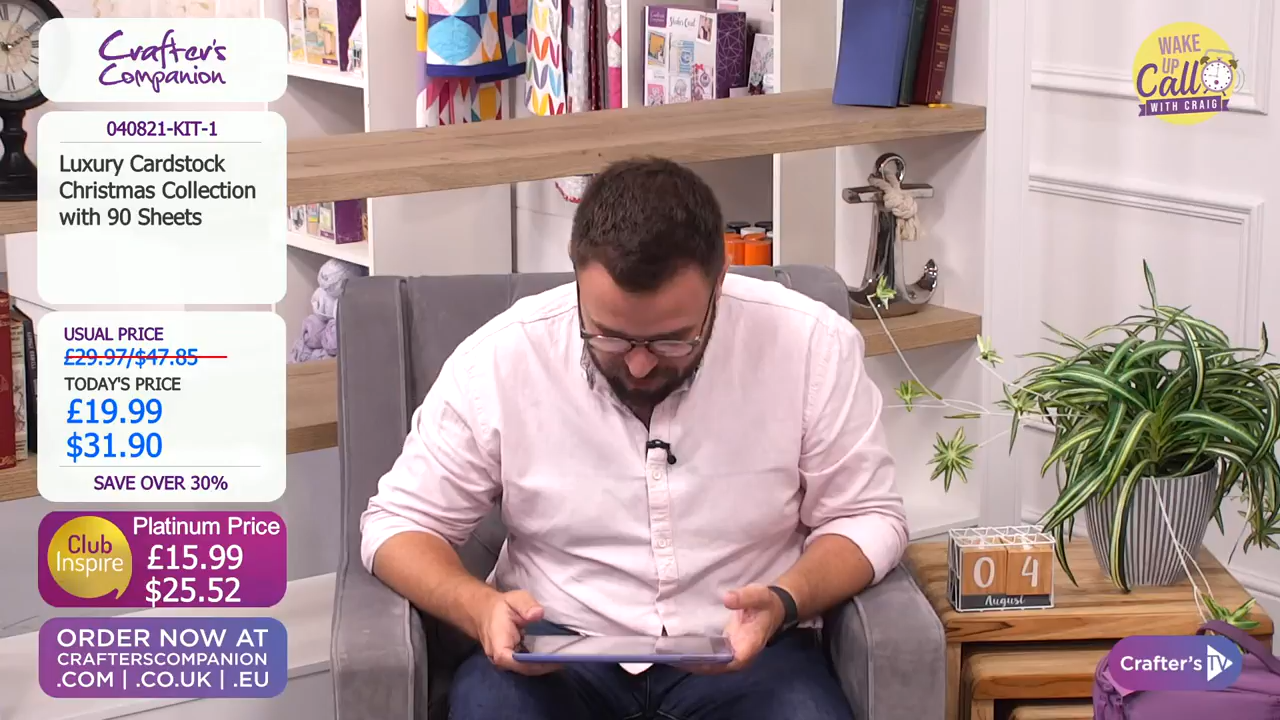 Crafter's
Companion
040821-KIT-1
Luxury Cardstock
Christmas Collection
with 90 Sheets
USUAL PRICE
£29.97/$47.85
TODAY'S PRICE
£19.99
$31.90
SAVE OVER 30%
Club
Inspire
Platinum Price
£15.99
$25.52
ORDER NOW AT
CRAFTERSCOMPANION
.COM | .CO.UK | .EU
WAKE
UP
Call
WITH CRAIG
04
August
Crafter's TV